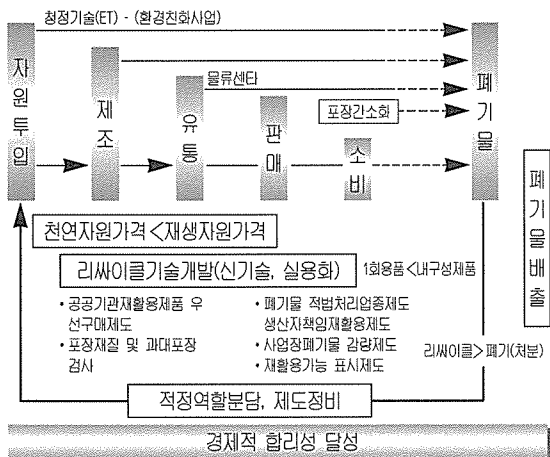 청정기술(ET) - (환경친화사업)
자원투입
제조
유통
물류센타
판매
포장간소화
소비
폐기물
폐기물배출
천연자원가격<재생자원가격
리싸이클기술개발(신기술, 실용화)
1회용품<내구성제품
• 공공기관재활용제품 우
선구매제도
• 포장재질 및 과대포장
검사
• 폐기물 적법처리업증제도
생산자책임재활용제도
• 사업장폐기물 감량제도
• 재활용가능 표시제도
리싸이클>폐기(처분)
적정역할분담, 제도정비
경제적 합리성 달성